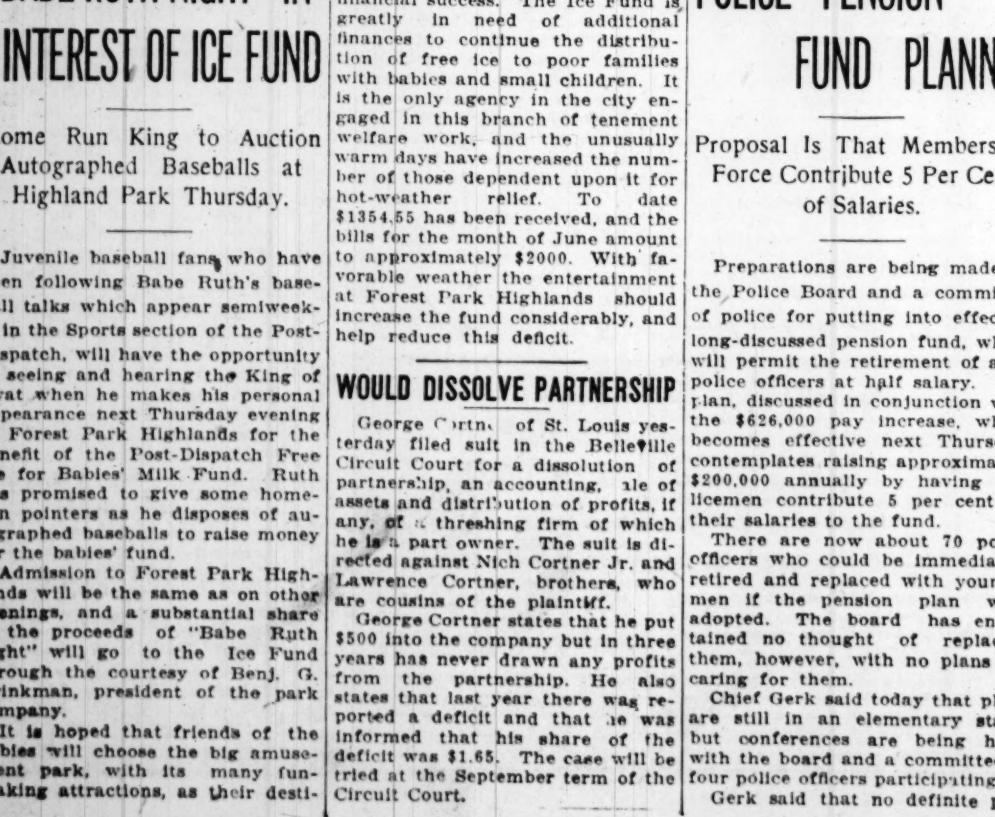 INTEREST OF ICE FUND
ome Run King to Auction
Autographed Baseballs at
Highland Park Thursday.
Juvenile baseball fans who have
en following Babe Ruth's base-
ll talks which appear semiweek-
in the Sports section of the Post-
spatch, will have the opportunity
seeing and hearing the King of
at when he makes his personal
pearance next Thursday evening
Forest Park Highlands for the
nefit of the Post-Dispatch Free
e for Babies' Milk Fund. Ruth
s promised to give some home-
n pointers as he disposes of au-
graphed baseballs to raise money
r the babies' fund.
Admission to Forest Park High-
nds will be the same as on other
enings, and a substantial share
the proceeds of "Babe Ruth
ght" will go to the Ice Fund
rough the courtesy of Benj. G.
rinkman, president of the park
mpany.
It is hoped that friends of the
bies will choose the big amuse-
ent park, with its many fun-
aking attractions, as their desti-
financial success. The Ice Fund is
greatly in need of additional
finances to continue the distribu-
tion of free ice to poor families
with babies and small children. It
is the only agency in the city en-
gaged in this branch of tenement
welfare work, and the unusually
warm days have increased the num-
ber of those dependent upon it for
hot-weather relief. To date
$1354.55 has been received, and the
bills for the month of June amount
to approximately $2000. With fa-
vorable weather the entertainment
at Forest Park Highlands should
increase the fund considerably, and
help reduce this deficit.
WOULD DISSOLVE PARTNERSHIP
George of St. Louis yes-
terday filed suit in the Belleville
Circuit Court for a dissolution of
partnership, an accounting, ale of
assets and distribution of profits, if
any, of a threshing firm of which
he is a part owner. The suit is di-
rected against Nich Cortner Jr. and
Lawrence Cortner, brothers, who
are cousins of the plaintiff.
George Cortner states that he put
$500 into the company but in three
years has never drawn any profits
from the partnership. He also
states that last year there was re-
ported a deficit and that he was
informed that his share of the
deficit was $1.65. The case will be
tried at the September term of the
Circuit Court.
POLICE PENSION
FUND PLANN
Proposal Is That Members
Force Contribute 5 Per Ce
of Salaries.
Preparations are being made
the Police Board and a commi
of police for putting into effec
long-discussed pension fund, wh
will permit the retirement of a
police officers at half salary.
plan, discussed in conjunction
the $626,000 pay increase, wh
becomes effective next Thurs
contemplates raising approxima
$200,000 annually by having
licemen contribute 5 per cent
their salaries to the fund.
There are now about 70 po
officers who could be immedia
retired and replaced with your
men if the pension plan w
adopted. The board has en
tained no thought of replac
them, however, with no plans
caring for them.
Chief Gerk said today that pl
are still in an elementary sta
but conferences are being h
with the board and a committe
four police officers participating
Gerk said that no definite p